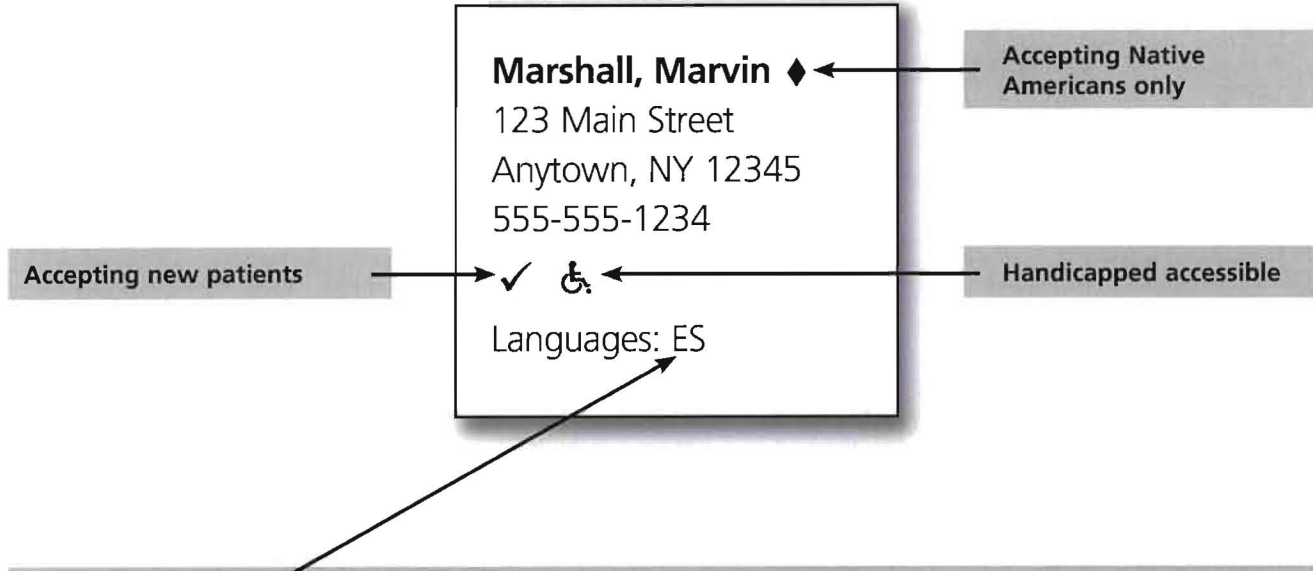 Marshall, Marvin ♦
123 Main Street
Anytown, NY 12345
555-555-1234
✓ ♿
Languages: ES
Accepting Native
Americans only
Accepting new patients
Handicapped accessible